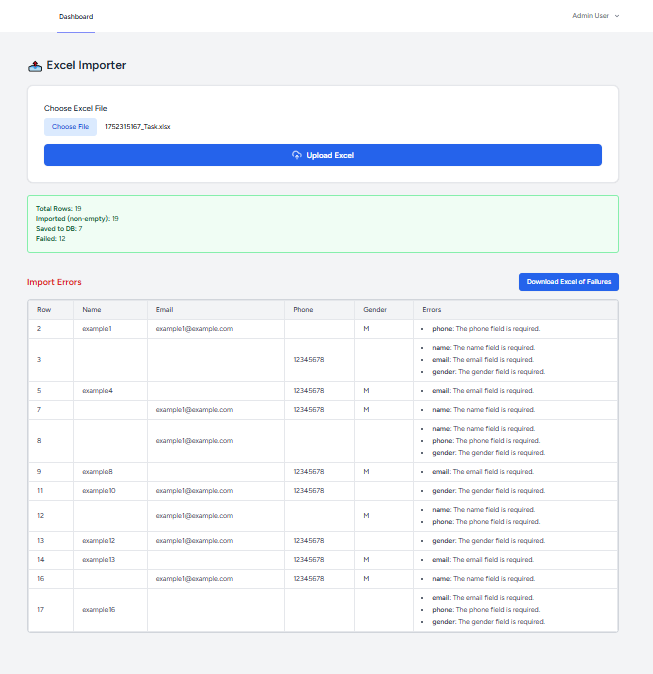 Dashboard
Admin User
Excel Importer
Choose Excel File
Choose File 1752315167_Task.xlsx
Upload Excel
Total Rows: 19
Imported (non-empty): 19
Saved to DB: 7
Failed: 12
Import Errors
Download Excel of Failures
Row Name Email Phone Gender Errors
2 example1 example1@example.com M • phone: The phone field is required.
3 12345678 • name: The name field is required.
• email: The email field is required.
• gender: The gender field is required.
5 example4 12345678 M • email: The email field is required.
7 example1@example.com 12345678 M • name: The name field is required.
8 example1@example.com • name: The name field is required.
• phone: The phone field is required.
• gender: The gender field is required.
9 example8 12345678 M • email: The email field is required.
11 example10 example1@example.com 12345678 • gender: The gender field is required.
12 example1@example.com M • name: The name field is required.
• phone: The phone field is required.
13 example12 example1@example.com 12345678 • gender: The gender field is required.
14 example13 12345678 M • email: The email field is required.
16 example1@example.com 12345678 M • name: The name field is required.
17 example16 • email: The email field is required.
• phone: The phone field is required.
• gender: The gender field is required.